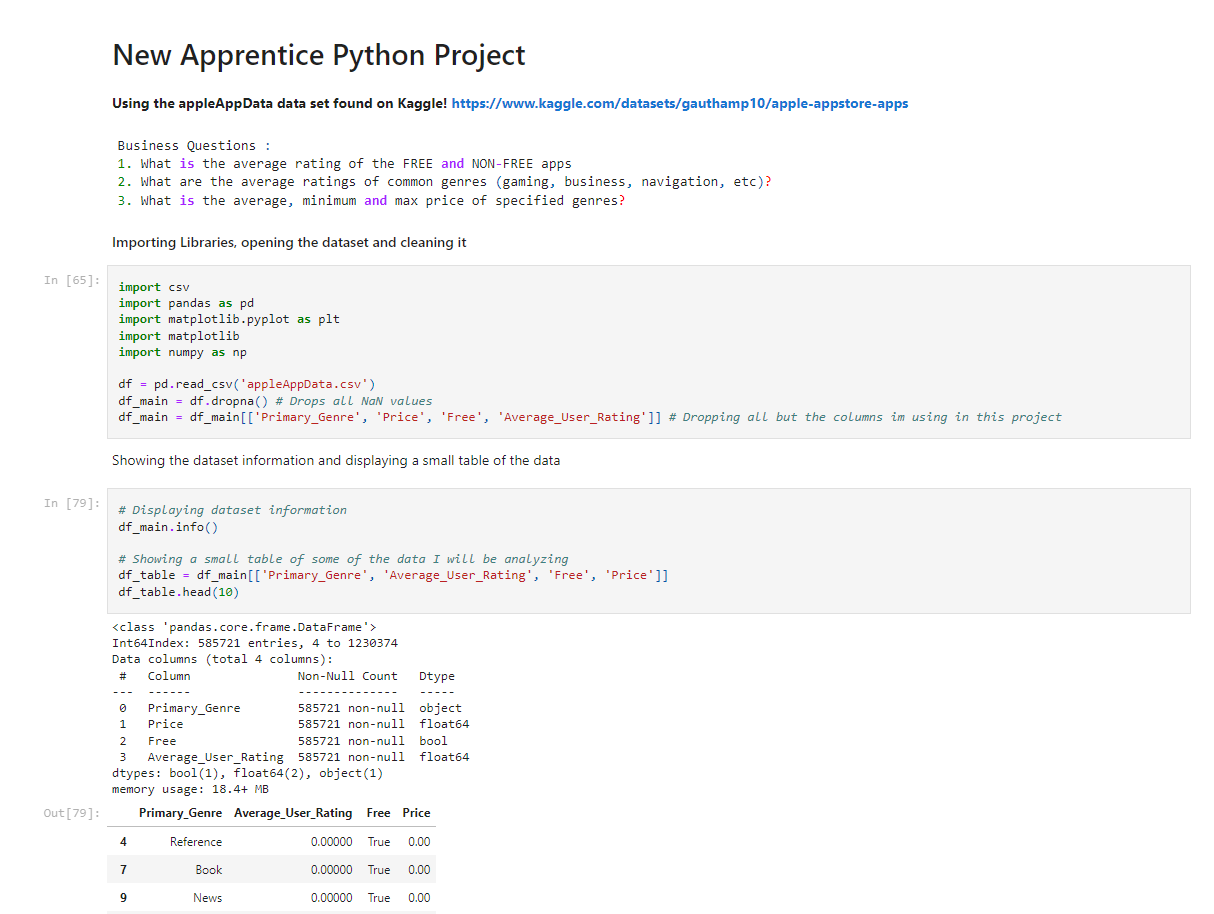 New Apprentice Python Project
Using the appleAppData data set found on Kaggle! https://www.kaggle.com/datasets/gauthamp10/apple-appstore-apps
Business Questions :
1. What is the average rating of the FREE and NON-FREE apps
2. What are the average ratings of common genres (gaming, business, navigation, etc)?
3. What is the average, minimum and max price of specified genres?
Importing Libraries, opening the dataset and cleaning it
In [65]:
import csv
import pandas as pd
import matplotlib.pyplot as plt
import matplotlib
import numpy as np
df = pd.read_csv('appleAppData.csv')
df_main = df.dropna() # Drops all NaN values
df_main = df_main[['Primary_Genre', 'Price', 'Free', 'Average_User_Rating']] # Dropping all but the columns im using in this project
Showing the dataset information and displaying a small table of the data
In [79]:
# Displaying dataset information
df_main.info()
# Showing a small table of some of the data I will be analyzing
df_table = df_main[['Primary_Genre', 'Average_User_Rating', 'Free', 'Price']]
df_table.head(10)
<class 'pandas.core.frame.DataFrame'>
Int64Index: 585721 entries, 4 to 1230374
Data columns (total 4 columns):
 #   Column               Non-Null Count   Dtype
---  ------               --------------   -----
 0   Primary_Genre        585721 non-null  object
 1   Price                585721 non-null  float64
 2   Free                 585721 non-null  bool
 3   Average_User_Rating  585721 non-null  float64
dtypes: bool(1), float64(2), object(1)
memory usage: 18.4+ MB
Out[79]:
Primary_Genre Average_User_Rating Free Price
4 Reference 0.00000 True 0.00
7 Book 0.00000 True 0.00
9 News 0.00000 True 0.00